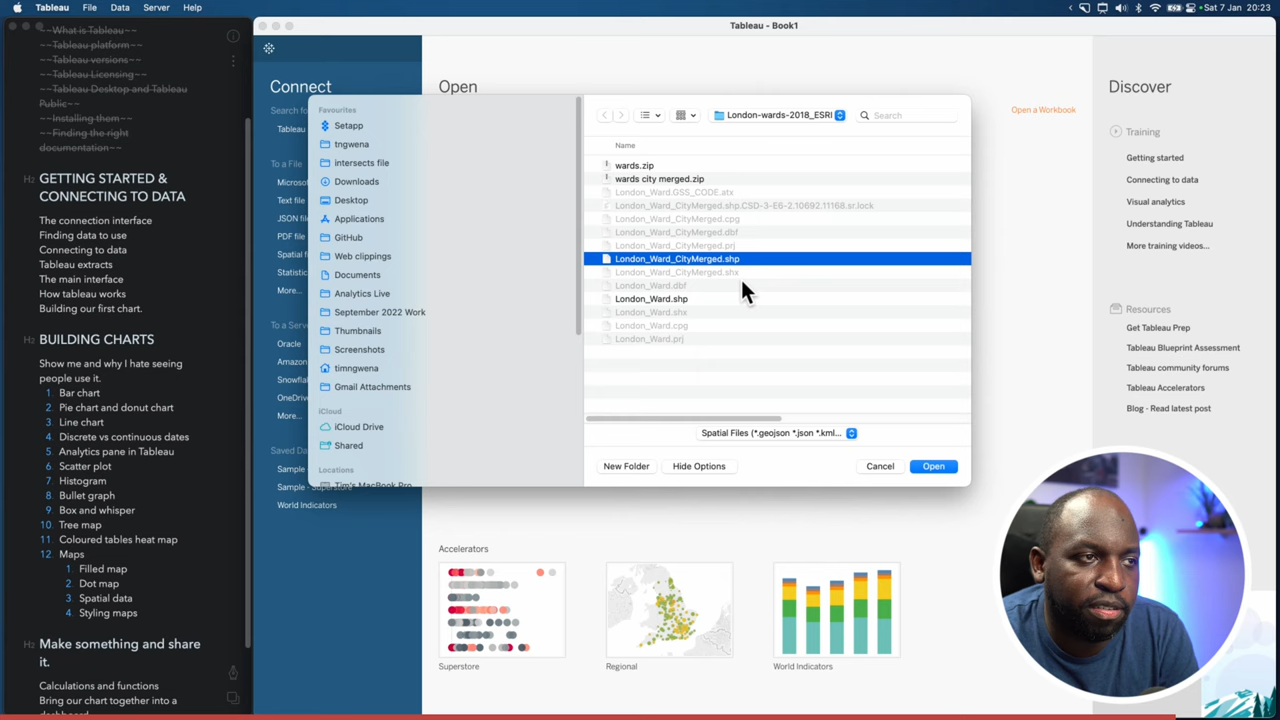 Tableau File Data Server Help
Sat 7 Jan 20:23
~~What is Tableau~~
~~Tableau platform~~
~~Tableau versions~~
~~Tableau Licensing~~
~~Tableau Desktop and Tableau
Public~~
~~Installing them~~
~~Finding the right
documentation~~
H2 GETTING STARTED &
CONNECTING TO DATA
The connection interface
Finding data to use
Connecting to data
Tableau extracts
The main interface
How tableau works
Building our first chart.
H2 BUILDING CHARTS
Show me and why I hate seeing
people use it.
1. Bar chart
2. Pie chart and donut chart
3. Line chart
4. Discrete vs continuous dates
5. Analytics pane in Tableau
6. Scatter plot
7. Histogram
8. Bullet graph
9. Box and whisper
10. Tree map
11. Coloured tables heat map
12. Maps
1. Filled map
2. Dot map
3. Spatial data
4. Styling maps
H2 Make something and share
it.
Calculations and functions
Bring our chart together into a
dashboard
Tableau - Book1
Connect
Search fo
Tableau
To a File
Microso
Text file
JSON file
PDF file
Spatial f
Statistic
More...
To a Serve
Oracle
Amazon
Snowfla
OneDriv
More...
Saved Da
Sample
Sample - Superstore
World Indicators
Open
Open a Workbook
Favourites
Setapp
tngwena
intersects file
Downloads
Desktop
Applications
GitHub
Web clippings
Documents
Analytics Live
September 2022 Work
Thumbnails
Screenshots
timngwena
Gmail Attachments
iCloud
iCloud Drive
Shared
Locations
Tim's MacBook Pro
London-wards-2018_ESRI
Search
Name
wards.zip
wards city merged.zip
London_Ward.GSS_CODE.atx
London_Ward_CityMerged.shp.CSD-3-E6-2.10692.11168.sr.lock
London_Ward_CityMerged.cpg
London_Ward_CityMerged.dbf
London_Ward_CityMerged.prj
London_Ward_CityMerged.shp
London_Ward_CityMerged.shx
London_Ward.dbf
London_Ward.shp
London_Ward.shx
London_Ward.cpg
London_Ward.prj
Spatial Files (*.geojson *.json *.kml...
New Folder
Hide Options
Cancel
Open
Accelerators
Superstore
Regional
World Indicators
Discover
Training
Getting started
Connecting to data
Visual analytics
Understanding Tableau
More training videos...
Resources
Get Tableau Prep
Tableau Blueprint Assessment
Tableau community forums
Tableau Accelerators
Blog - Read latest post